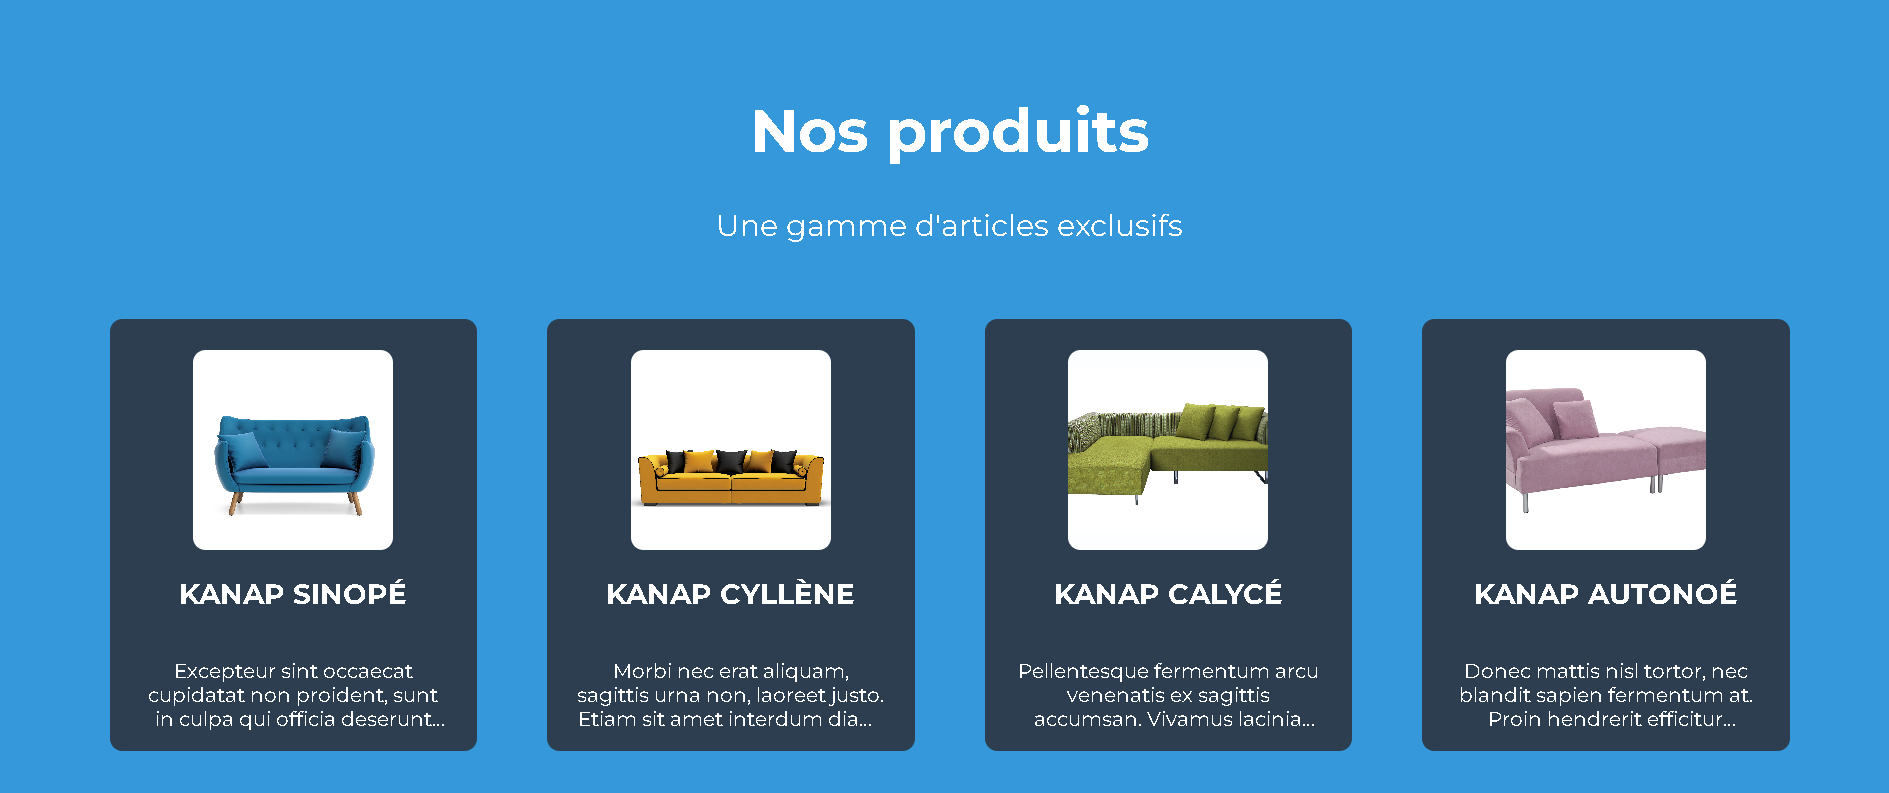 Nos produits
Une gamme d'articles exclusifs
KANAP SINOPÉ
Excepteur sint occaecat
cupidatat non proident, sunt
in culpa qui officia deserunt...
KANAP CYLLÈNE
Morbi nec erat aliquam,
sagittis urna non, laoreet justo.
Etiam sit amet interdum dia...
KANAP CALYCÉ
Pellentesque fermentum arcu
venenatis ex sagittis
accumsan. Vivamus lacinia...
KANAP AUTONOÉ
Donec mattis nisl tortor, nec
blandit sapien fermentum at.
Proin hendrerit efficitur...